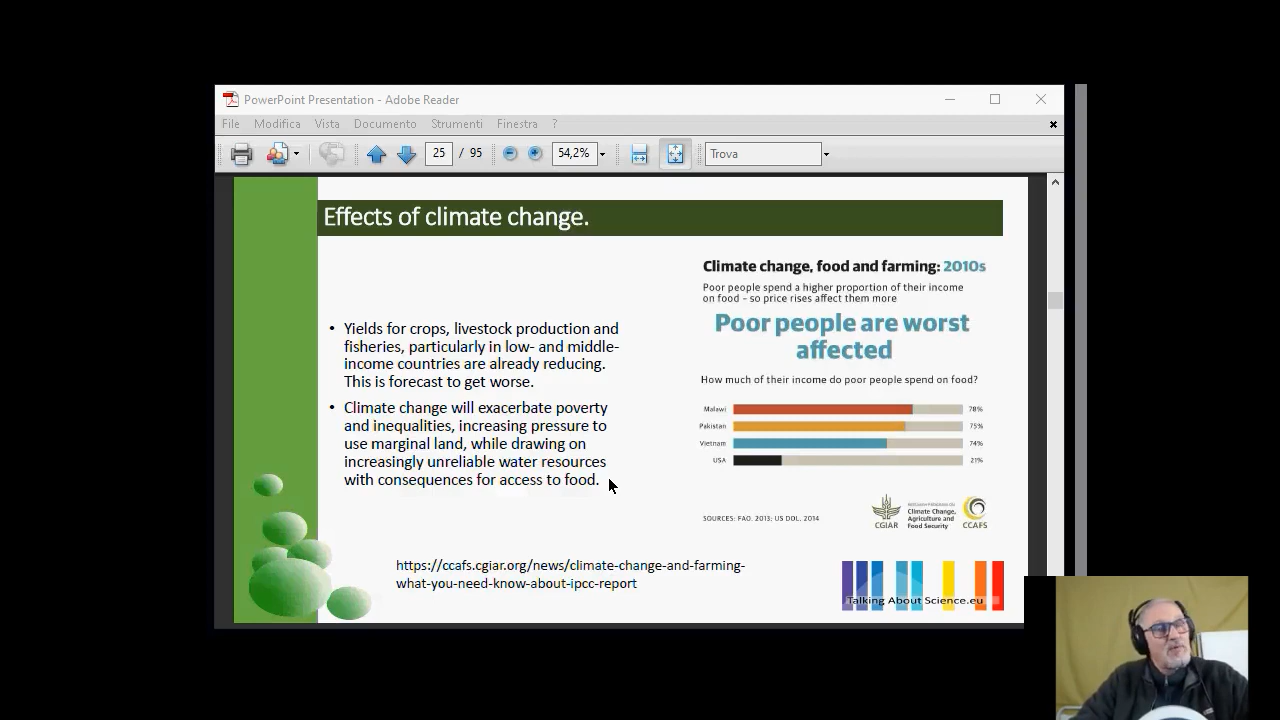 PowerPoint Presentation - Adobe Reader
File Modifica Vista Documento Strumenti Finestra ?
25 / 95 54,2% Trova
Effects of climate change.
• Yields for crops, livestock production and
fisheries, particularly in low- and middle-
income countries are already reducing.
This is forecast to get worse.
• Climate change will exacerbate poverty
and inequalities, increasing pressure to
use marginal land, while drawing on
increasingly unreliable water resources
with consequences for access to food.
Climate change, food and farming: 2010s
Poor people spend a higher proportion of their income
on food - so price rises affect them more
Poor people are worst
affected
How much of their income do poor people spend on food?
Malawi 78%
Pakistan 75%
Vietnam 74%
USA 21%
SOURCES: FAO. 2013; US DOL. 2014
CGIAR
Climate Change,
Agriculture and
Food Security
CCAFS
https://ccafs.cgiar.org/news/climate-change-and-farming-
what-you-need-know-about-ipcc-report
Talking About Science.eu